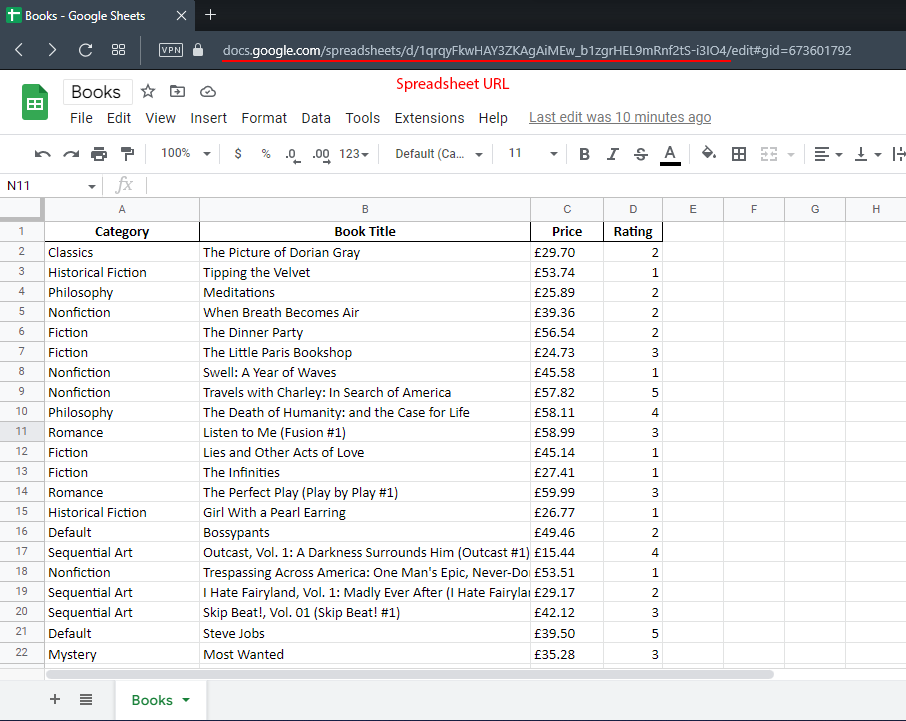 Books - Google Sheets
VPN docs.google.com/spreadsheets/d/1qrqyFkwHAY3ZKAgAiMEw_b1zgrHEL9mRnf2tS-i3IO4/edit#gid=673601792
Spreadsheet URL
Books
File Edit View Insert Format Data Tools Extensions Help Last edit was 10 minutes ago
100% $ % .0 .00 123 Default (Ca... 11 B I S A
N11 fx
A B C D E F G H
1 Category Book Title Price Rating
2 Classics The Picture of Dorian Gray £29.70 2
3 Historical Fiction Tipping the Velvet £53.74 1
4 Philosophy Meditations £25.89 2
5 Nonfiction When Breath Becomes Air £39.36 2
6 Fiction The Dinner Party £56.54 2
7 Fiction The Little Paris Bookshop £24.73 3
8 Nonfiction Swell: A Year of Waves £45.58 1
9 Nonfiction Travels with Charley: In Search of America £57.82 5
10 Philosophy The Death of Humanity: and the Case for Life £58.11 4
11 Romance Listen to Me (Fusion #1) £58.99 3
12 Fiction Lies and Other Acts of Love £45.14 1
13 Fiction The Infinities £27.41 1
14 Romance The Perfect Play (Play by Play #1) £59.99 3
15 Historical Fiction Girl With a Pearl Earring £26.77 1
16 Default Bossypants £49.46 2
17 Sequential Art Outcast, Vol. 1: A Darkness Surrounds Him (Outcast #1) £15.44 4
18 Nonfiction Trespassing Across America: One Man's Epic, Never-Do £53.51 1
19 Sequential Art I Hate Fairyland, Vol. 1: Madly Ever After (I Hate Fairylan £29.17 2
20 Sequential Art Skip Beat!, Vol. 01 (Skip Beat! #1) £42.12 3
21 Default Steve Jobs £39.50 5
22 Mystery Most Wanted £35.28 3
Books